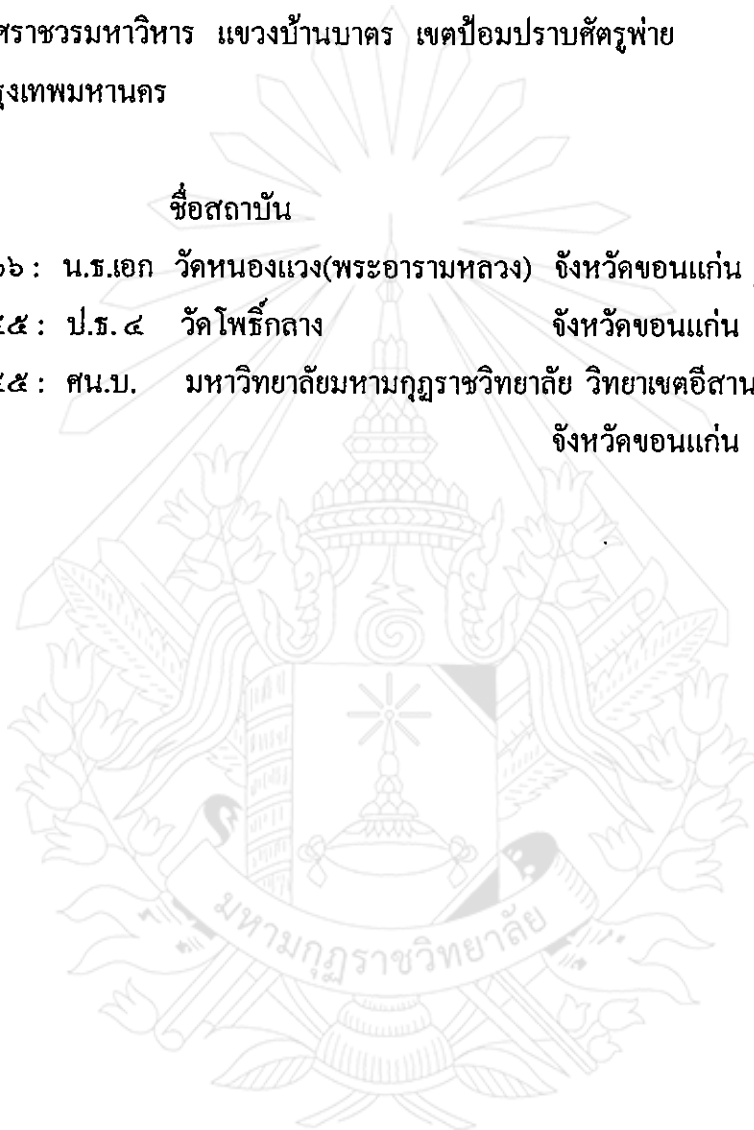 ศราชวรมหาวิหาร แขวงบ้านบาตร เขตป้อมปราบศัตรูพ่าย
รุงเทพมหานคร
ชื่อสถาบัน
๖ : น.ธ.เอก วัดหนองแวง(พระอารามหลวง) จังหวัดขอนแก่น
๕ : ป.ธ. ๔ วัดโพธิ์กลาง จังหวัดขอนแก่น
๕ : ศน.บ. มหาวิทยาลัยมหามกุฏราชวิทยาลัย วิทยาเขตอีสาน
จังหวัดขอนแก่น
มหามกุฏราชวิทยาลัย